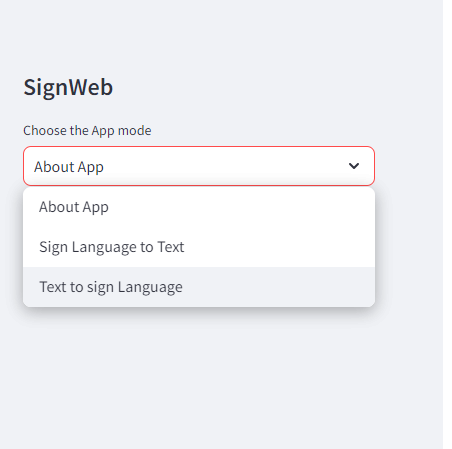 SignWeb
Choose the App mode
About App
About App
Sign Language to Text
Text to sign Language